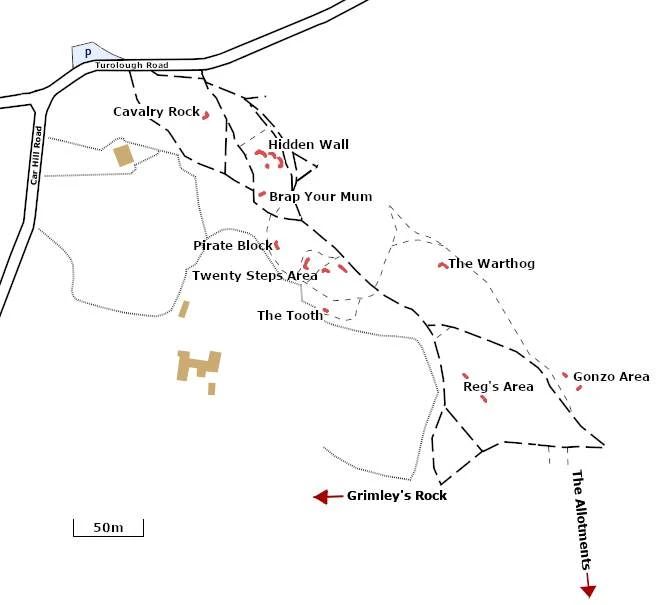 P
Turolough Road
Cavalry Rock
Car Hill Road
Hidden Wall
Brap Your Mum
Pirate Block
The Warthog
Twenty Steps Area
The Tooth
Gonzo Area
Reg's Area
Grimley's Rock
The Allotments
50m